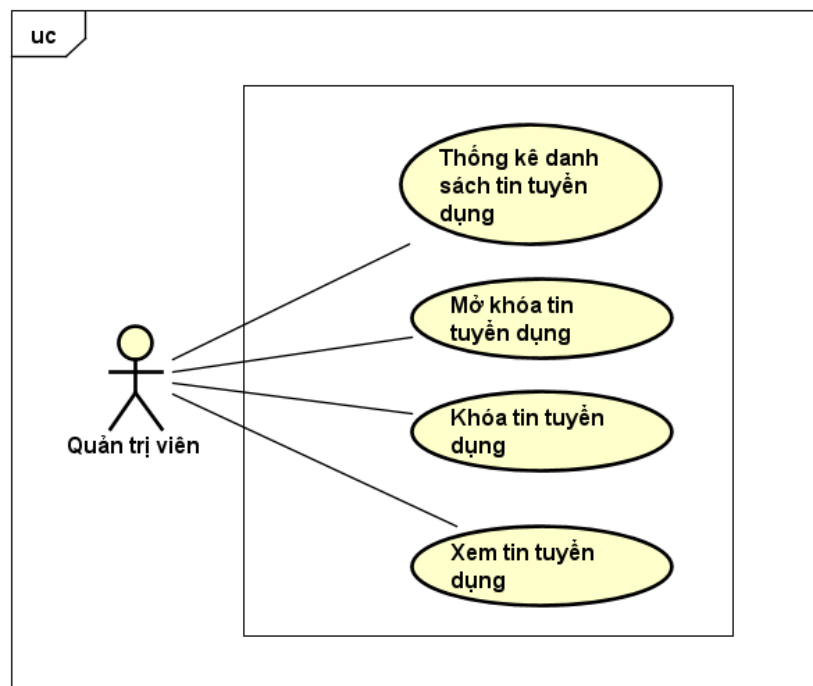 uc
Thống kê danh
sách tin tuyển
dụng
Mở khóa tin
tuyển dụng
Khóa tin tuyển
dụng
Quản trị viên
Xem tin tuyển
dụng